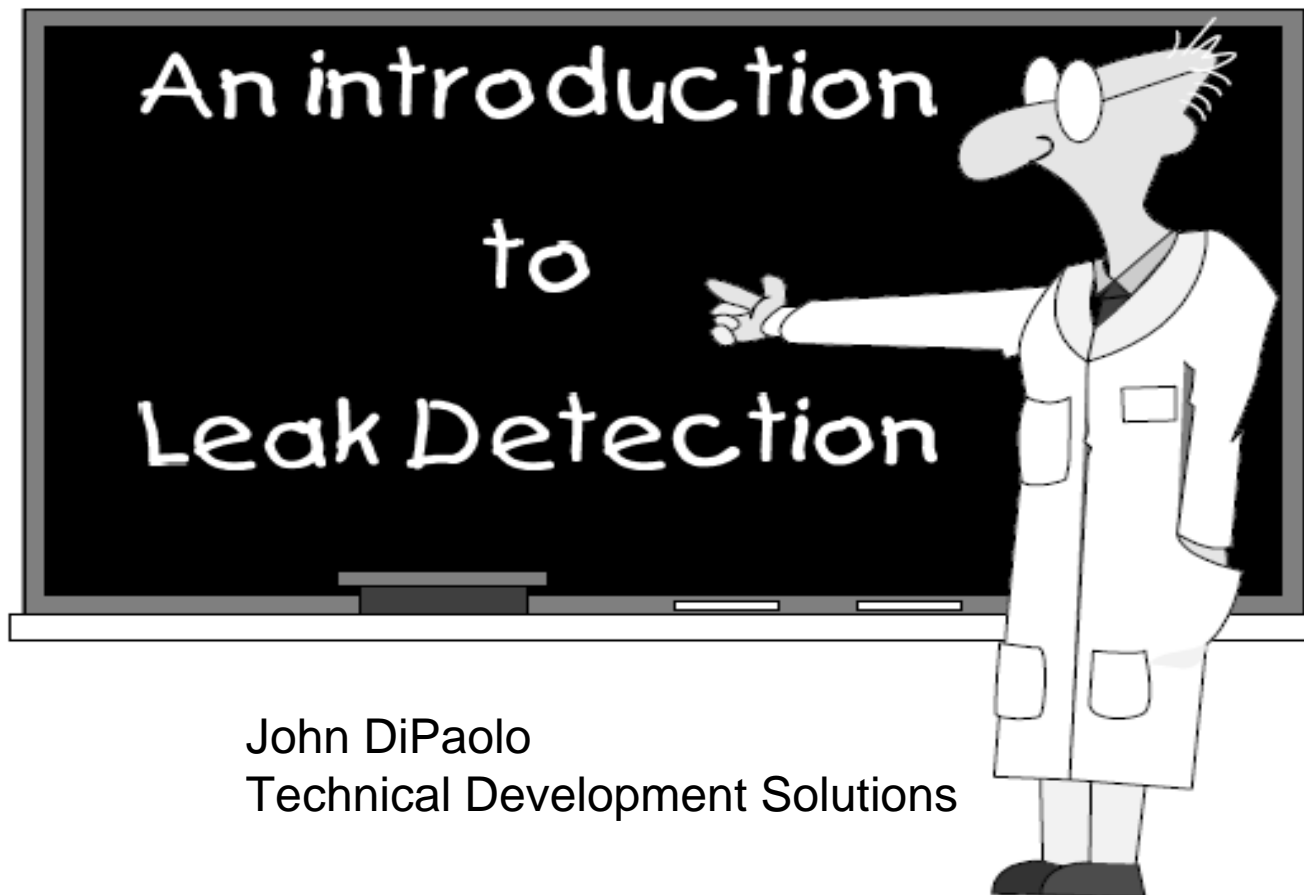 An introduction
to
Leak Detection
John DiPaolo
Technical Development Solutions